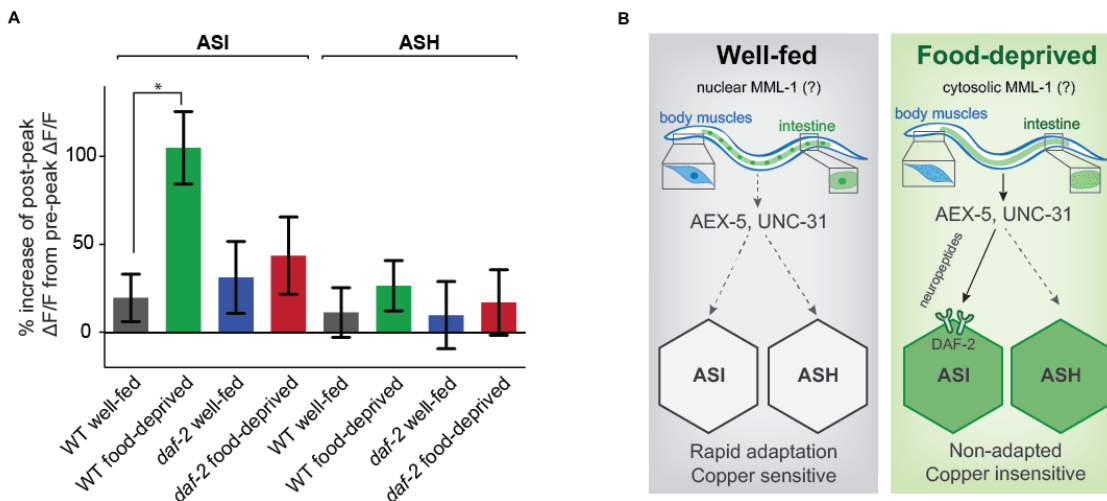 A
ASI
ASH
% increase of post-peak
ΔF/F from pre-peak ΔF/F
100
50
0
*
WT well-fed
WT food-deprived
daf-2 well-fed
daf-2 food-deprived
WT well-fed
WT food-deprived
daf-2 well-fed
daf-2 food-deprived
B
Well-fed
nuclear MML-1 (?)
body muscles
intestine
AEX-5, UNC-31
ASI
ASH
Rapid adaptation
Copper sensitive
Food-deprived
cytosolic MML-1 (?)
body muscles
intestine
AEX-5, UNC-31
neuropeptides
DAF-2
ASI
ASH
Non-adapted
Copper insensitive